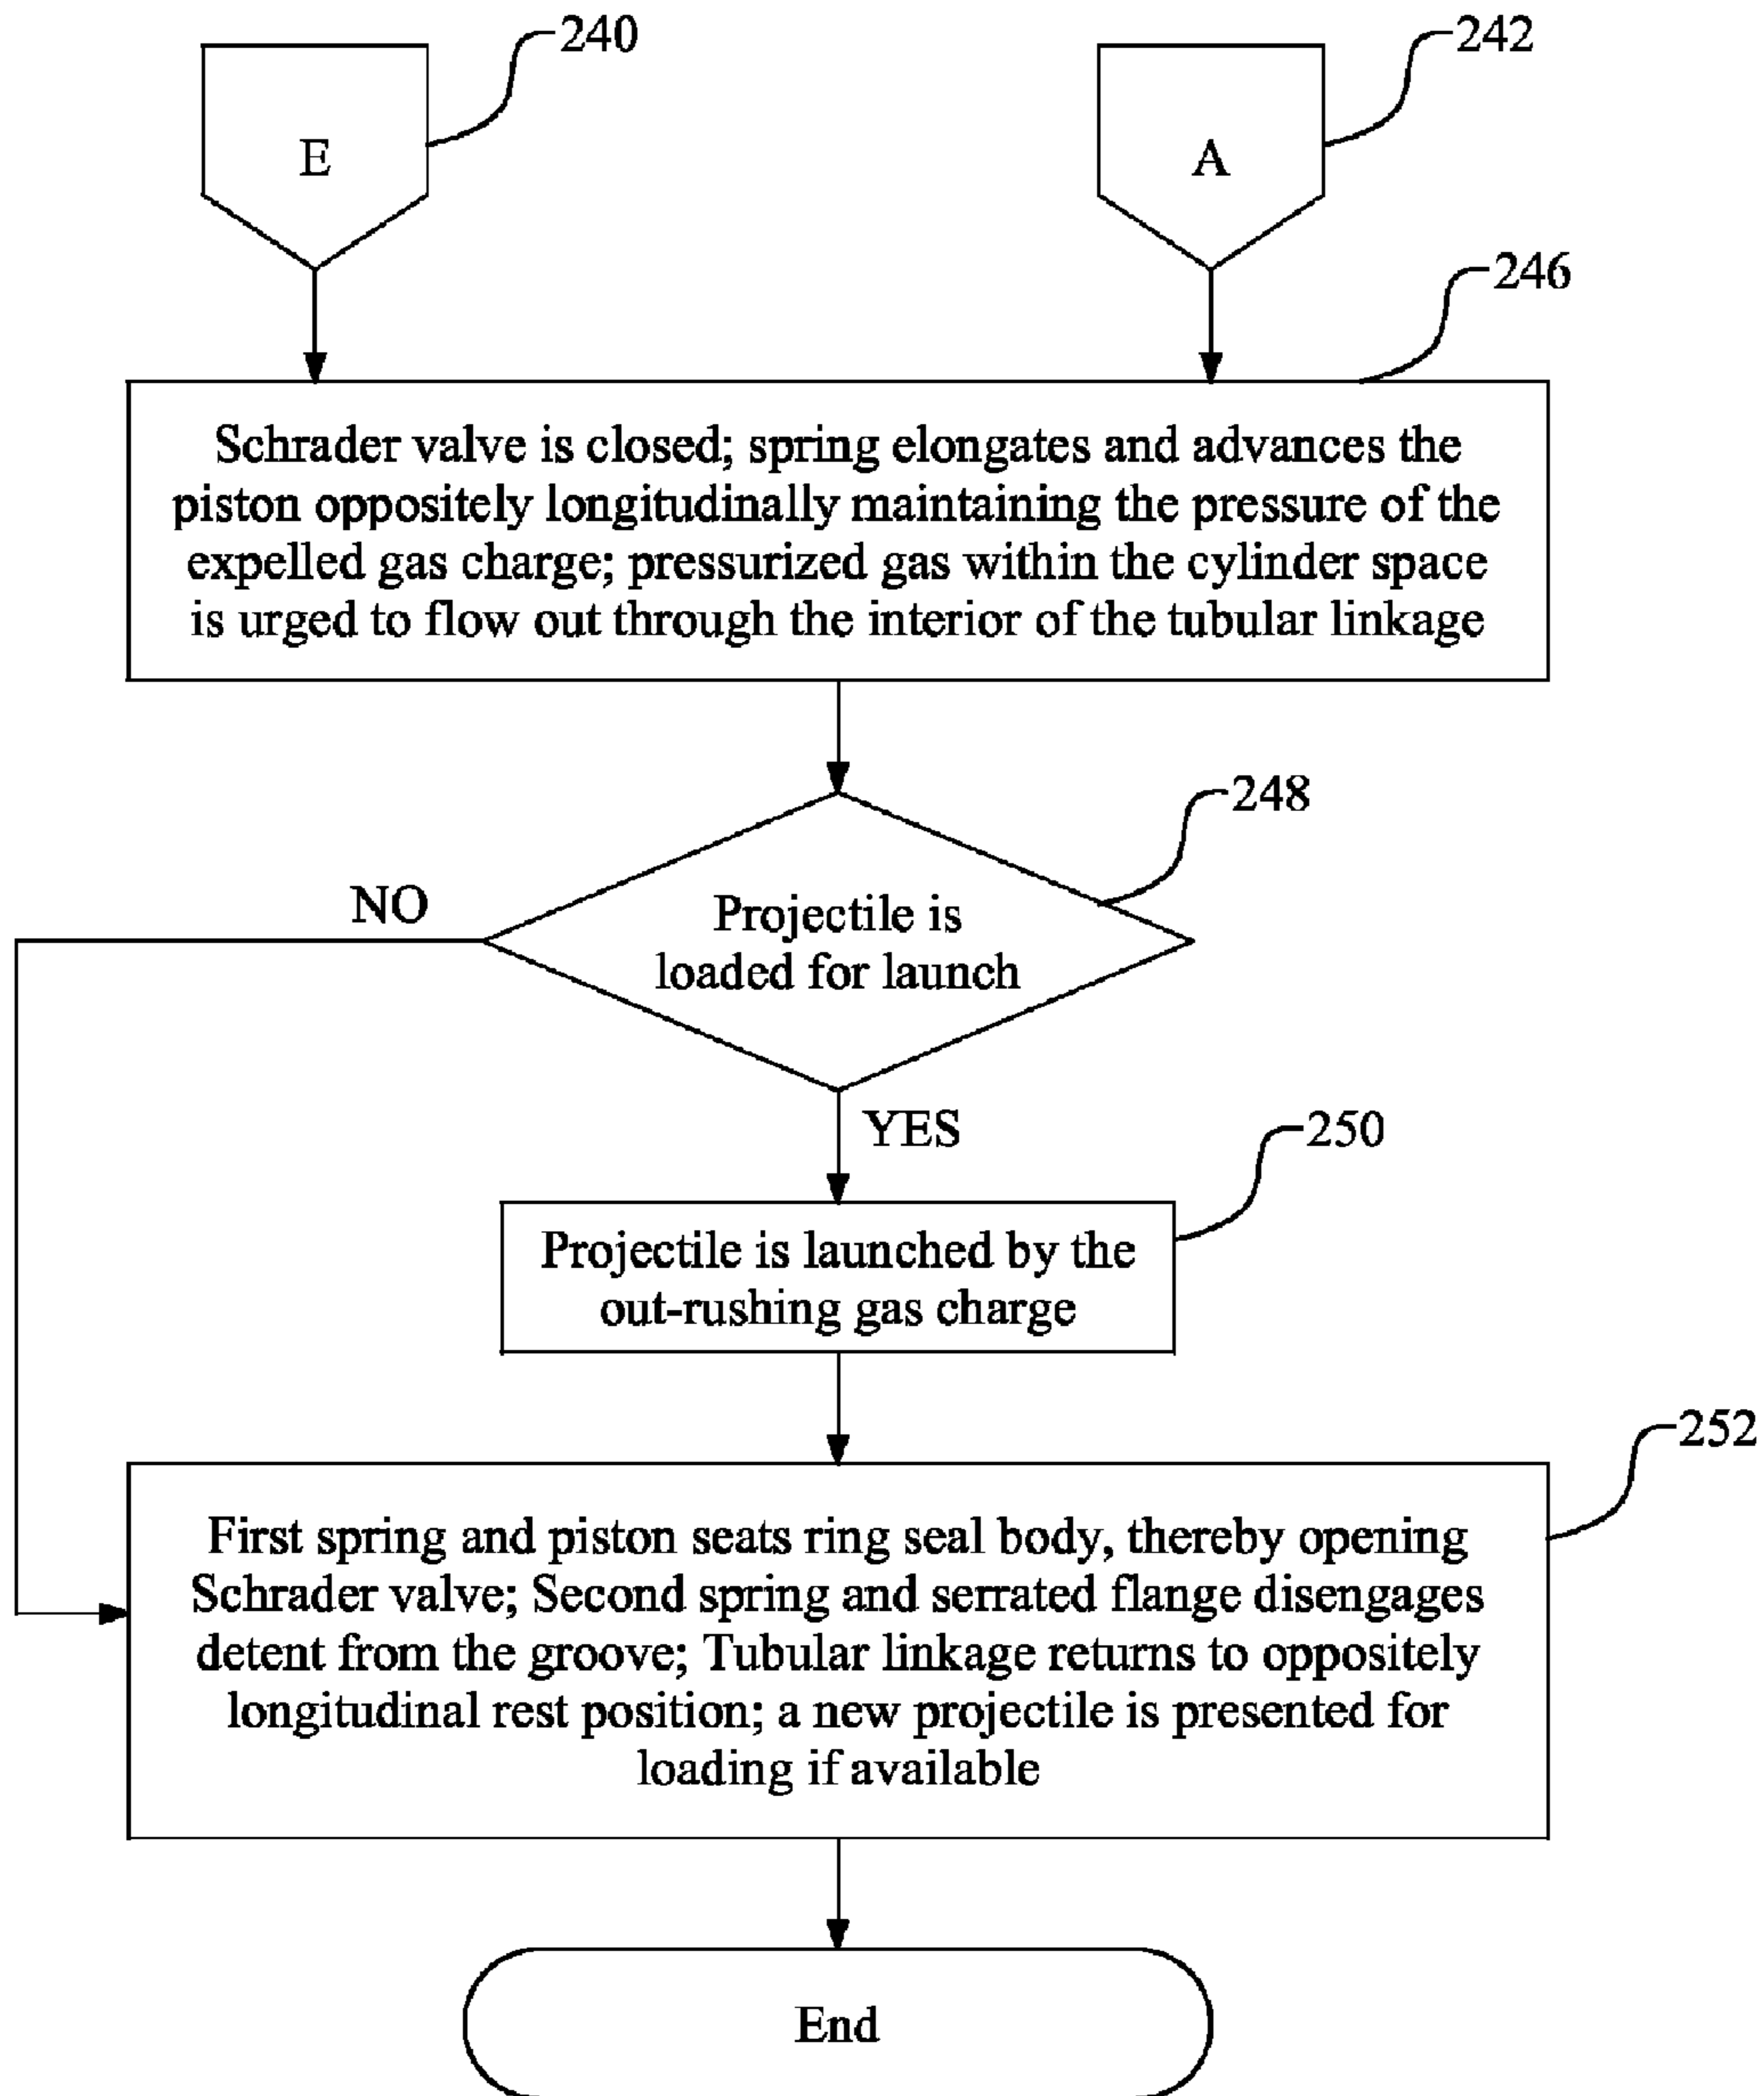 240
242
E
A
246
Schrader valve is closed; spring elongates and advances the
piston oppositely longitudinally maintaining the pressure of the
expelled gas charge; pressurized gas within the cylinder space
is urged to flow out through the interior of the tubular linkage
248
NO
Projectile is
loaded for launch
YES
250
Projectile is launched by the
out-rushing gas charge
252
First spring and piston seats ring seal body, thereby opening
Schrader valve; Second spring and serrated flange disengages
detent from the groove; Tubular linkage returns to oppositely
longitudinal rest position; a new projectile is presented for
loading if available
End